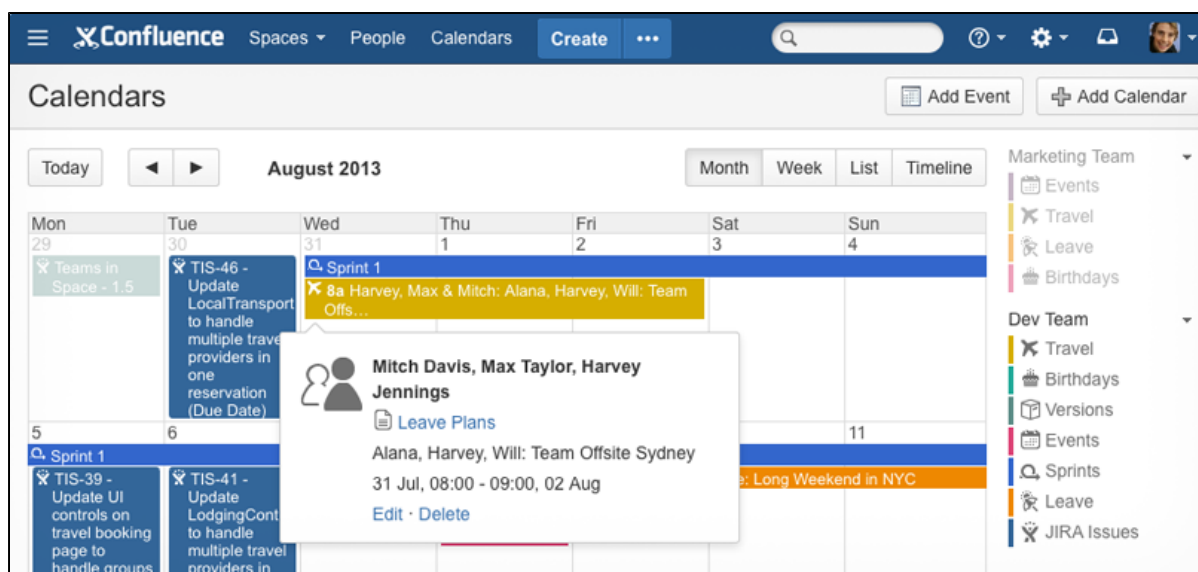 Confluence Spaces People Calendars Create
Calendars Add Event Add Calendar
Today August 2013 Month Week List Timeline
Mon Tue Wed Thu Fri Sat Sun
29 30 31 1 2 3 4
Teams in
Space - 1.5
TIS-46 -
Update
LocalTransport
to handle
multiple trave
providers in
one
reservation
(Due Date)
Sprint 1
8a Harvey, Max & Mitch: Alana, Harvey, Will: Team
Offs…
Mitch Davis, Max Taylor, Harvey
Jennings
Leave Plans
Alana, Harvey, Will: Team Offsite Sydney
31 Jul, 08:00 - 09:00, 02 Aug
Edit · Delete
5 6 11
Sprint 1
TIS-39 -
Update UI
controls on
travel booking
page to
handle groups
TIS-41 -
Update
LodgingCont
to handle
multiple travel
providers in
e: Long Weekend in NYC
Marketing Team
Events
Travel
Leave
Birthdays
Dev Team
Travel
Birthdays
Versions
Events
Sprints
Leave
JIRA Issues